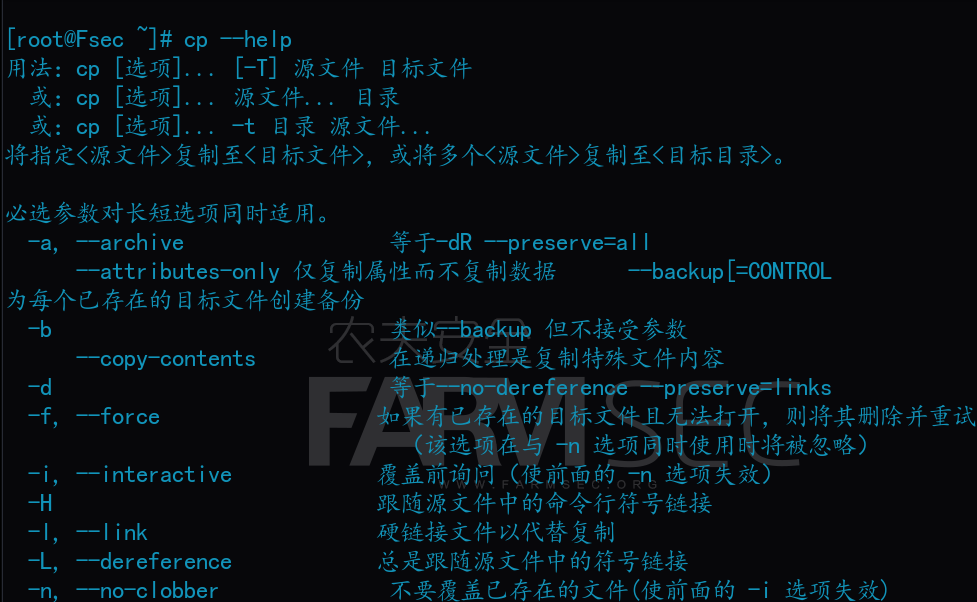 [root@Fsec ~]# cp --help
用法：cp [选项]... [-T] 源文件 目标文件
或：cp [选项]... 源文件... 目录
或：cp [选项]... -t 目录 源文件...
将指定<源文件>复制至<目标文件>，或将多个<源文件>复制至<目标目录>。
必选参数对长短选项同时适用。
-a, --archive 等于-dR --preserve=all
--attributes-only 仅复制属性而不复制数据 --backup[=CONTROL
为每个已存在的目标文件创建备份
-b 类似--backup 但不接受参数
--copy-contents 在递归处理是复制特殊文件内容
-d 等于--no-dereference --preserve=links
-f, --force 如果有已存在的目标文件且无法打开，则将其删除并重试
（该选项在与 -n 选项同时使用时将被忽略）
-i, --interactive 覆盖前询问（使前面的 -n 选项失效）
-H 跟随源文件中的命令行符号链接
-l, --link 硬链接文件以代替复制
-L, --dereference 总是跟随源文件中的符号链接
-n, --no-clobber 不要覆盖已存在的文件(使前面的 -i 选项失效)
农夫安全
FARMSEC
WWW.FARMSEC.ORG